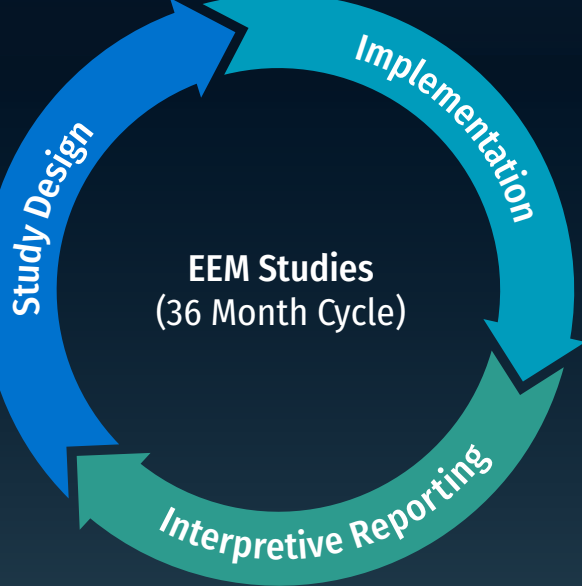 Implementation
Study Design
EEM Studies
(36 Month Cycle)
Interpretive Reporting